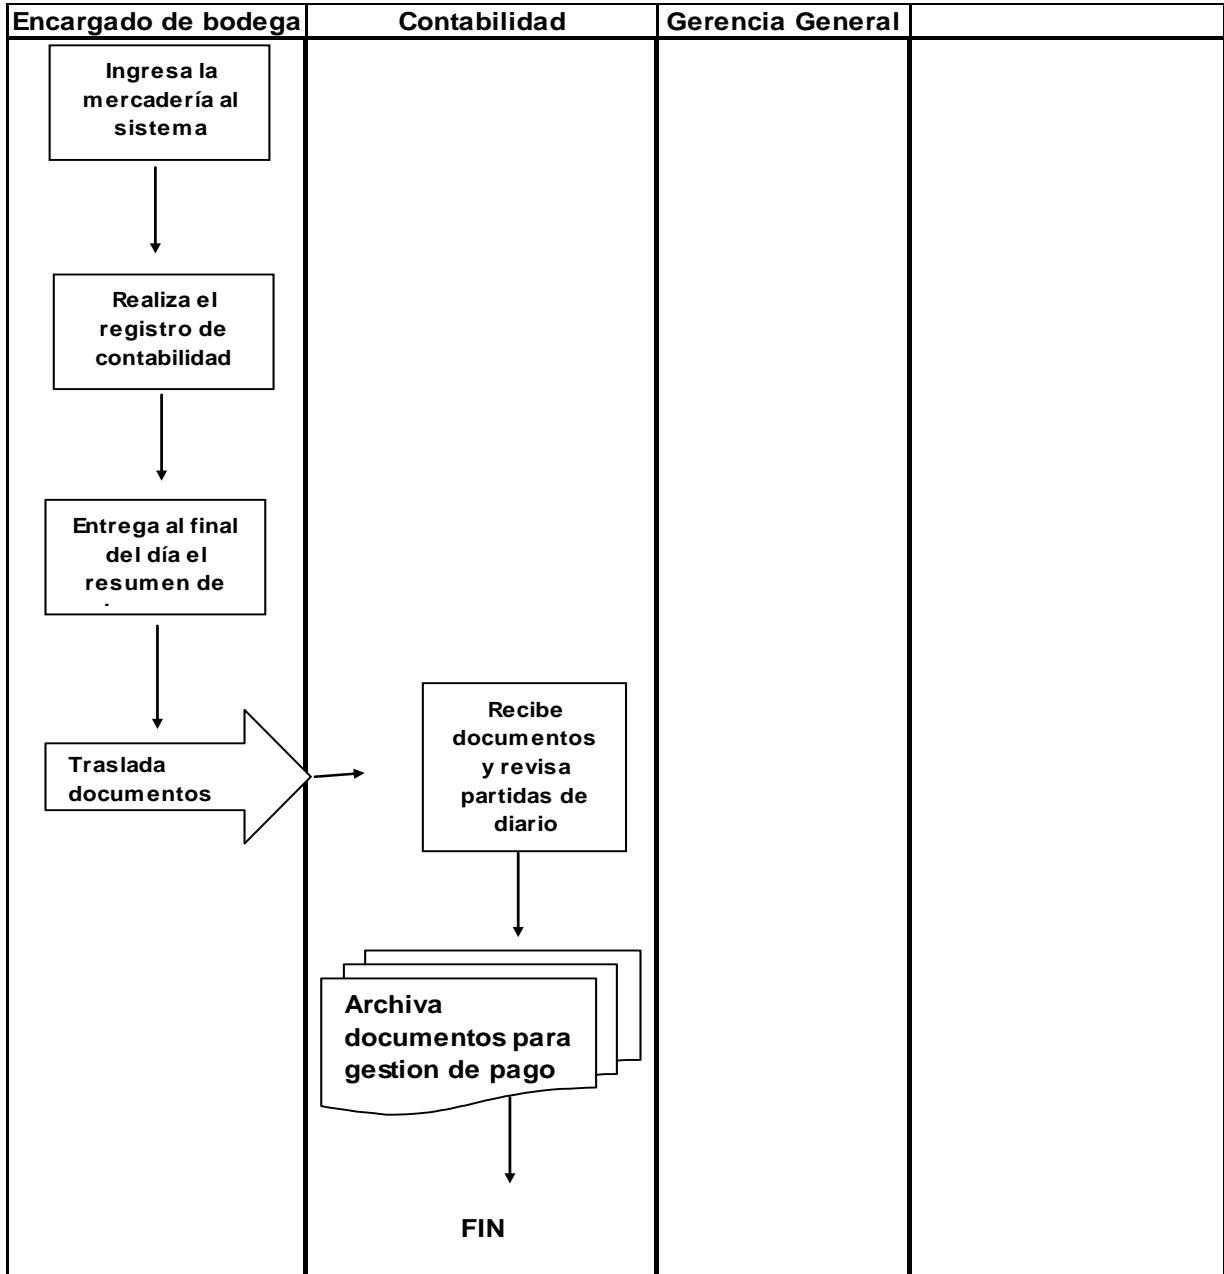 Encargado de bodega
Contabilidad
Gerencia General
Ingresa la
mercadería al
sistema
Realiza el
registro de
contabilidad
Entrega al final
del día el
resumen de
Traslada
documentos
Recibe
documentos
y revisa
partidas de
diario
Archiva
documentos para
gestion de pago
FIN